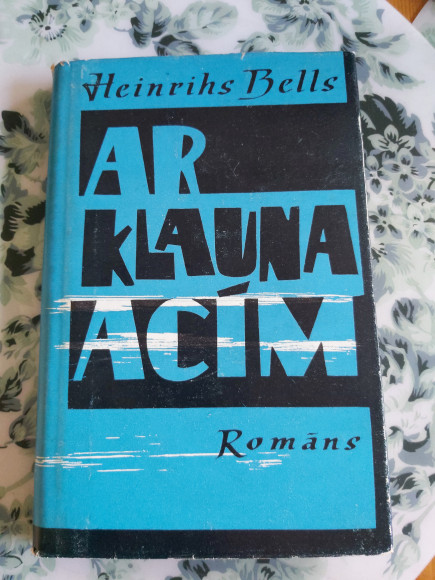 Heinrihs Bells
AR
KLAUNA
ACĪM
Romāns